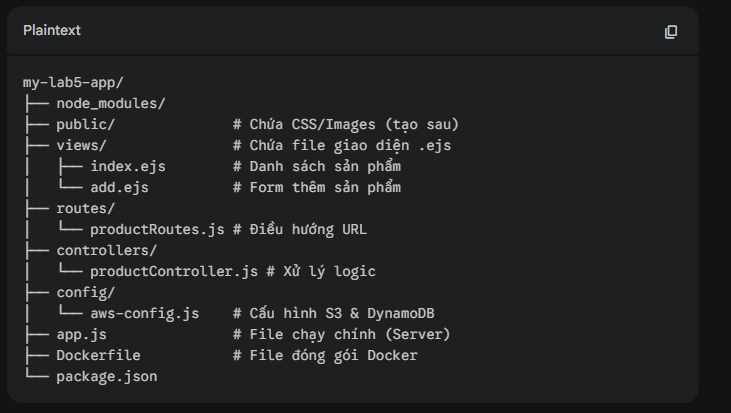 Plaintext
my-lab5-app/
├── node_modules/
├── public/              # Chứa CSS/Images (tạo sau)
├── views/               # Chứa file giao diện .ejs
│   ├── index.ejs        # Danh sách sản phẩm
│   └── add.ejs          # Form thêm sản phẩm
├── routes/
│   └── productRoutes.js # Điều hướng URL
├── controllers/
│   └── productController.js # Xử lý logic
├── config/
│   └── aws-config.js    # Cấu hình S3 & DynamoDB
├── app.js               # File chạy chính (Server)
├── Dockerfile           # File đóng gói Docker
└── package.json